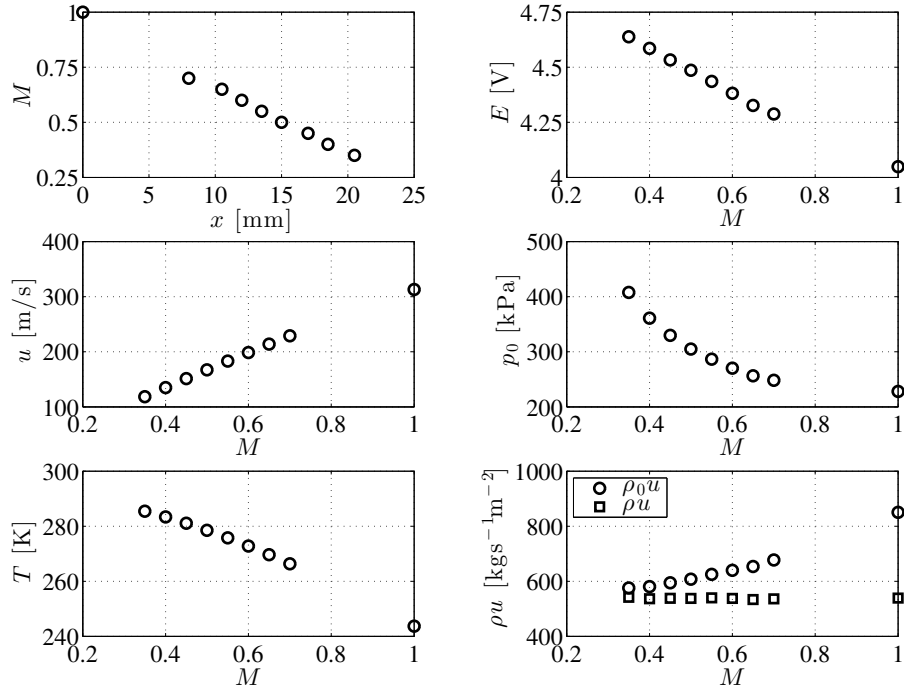 1
0.75
0.5
0.25
M
0 5 10 15 20 25
x [mm]
4.75
4.5
4.25
4
E [V]
0.2 0.4 0.6 0.8 1
M
400
300
200
100
u [m/s]
0.2 0.4 0.6 0.8 1
M
500
400
300
200
p₀ [kPa]
0.2 0.4 0.6 0.8 1
M
300
280
260
240
T [K]
0.2 0.4 0.6 0.8 1
M
1000
800
600
400
ρu [kgs⁻¹m⁻²]
ρ₀u
ρu
0.2 0.4 0.6 0.8 1
M